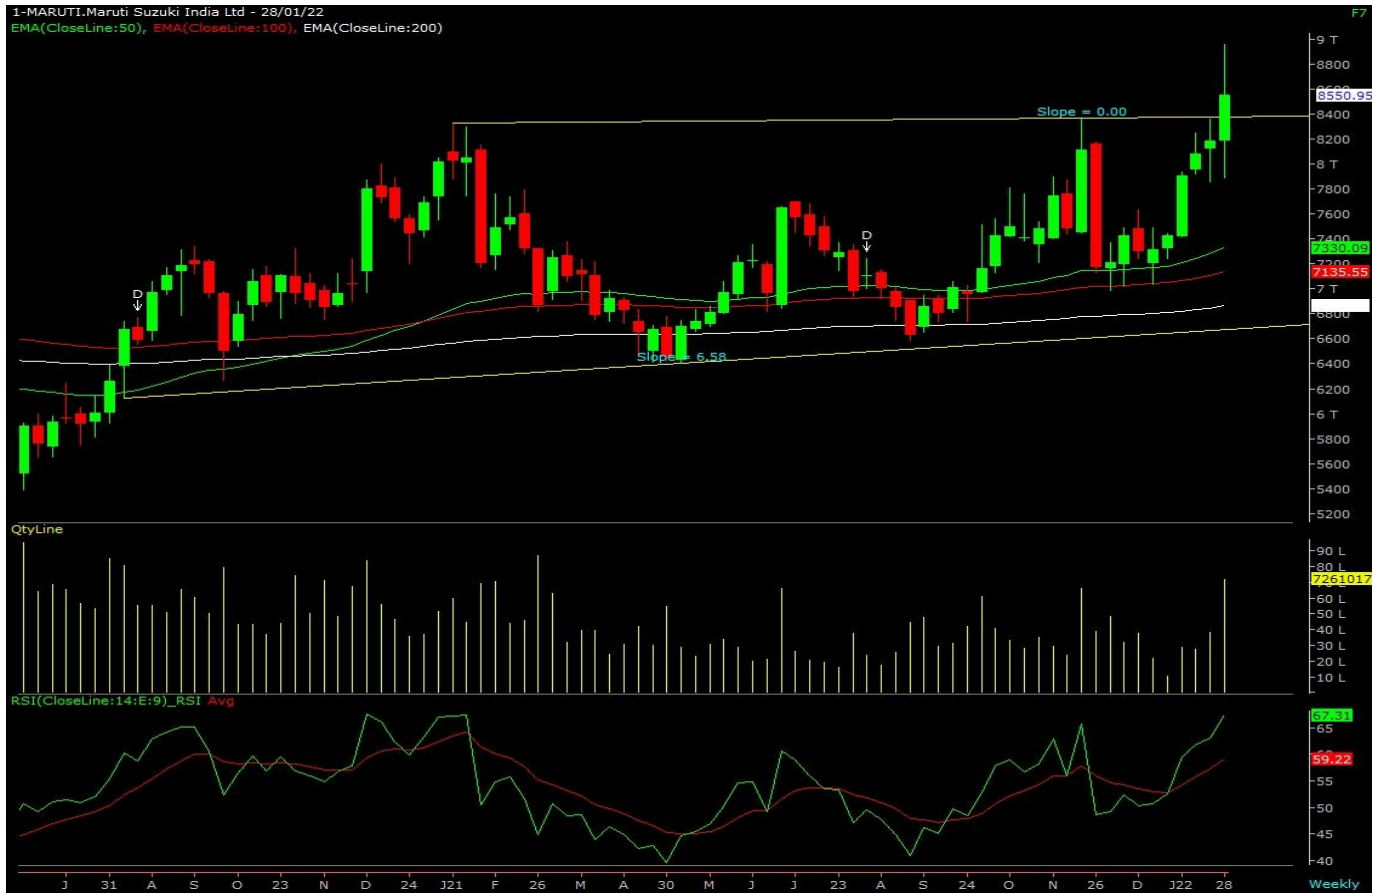 1-MARUTI.Maruti Suzuki India Ltd - 28/01/22
F7
EMA(CloseLine:50), EMA(CloseLine:100), EMA(CloseLine:200)
9 T
8800
8550.95
Slope = 0.00
8400
8200
8 T
7800
7600
D
D
7400
7330.09
7135.55
7 T
6800
6600
Slope = 6.58
6400
6200
6 T
5800
5600
5400
5200
QtyLine
90 L
80 L
7261017
60 L
50 L
40 L
30 L
20 L
10 L
RSI(CloseLine:14:E:9)_RSI Avg
67.31
65
59.22
55
50
45
40
J 31 A S O 23 N D 24 J21 F 26 M A 30 M J J 23 A S 24 O N 26 D J22 28
Weekly